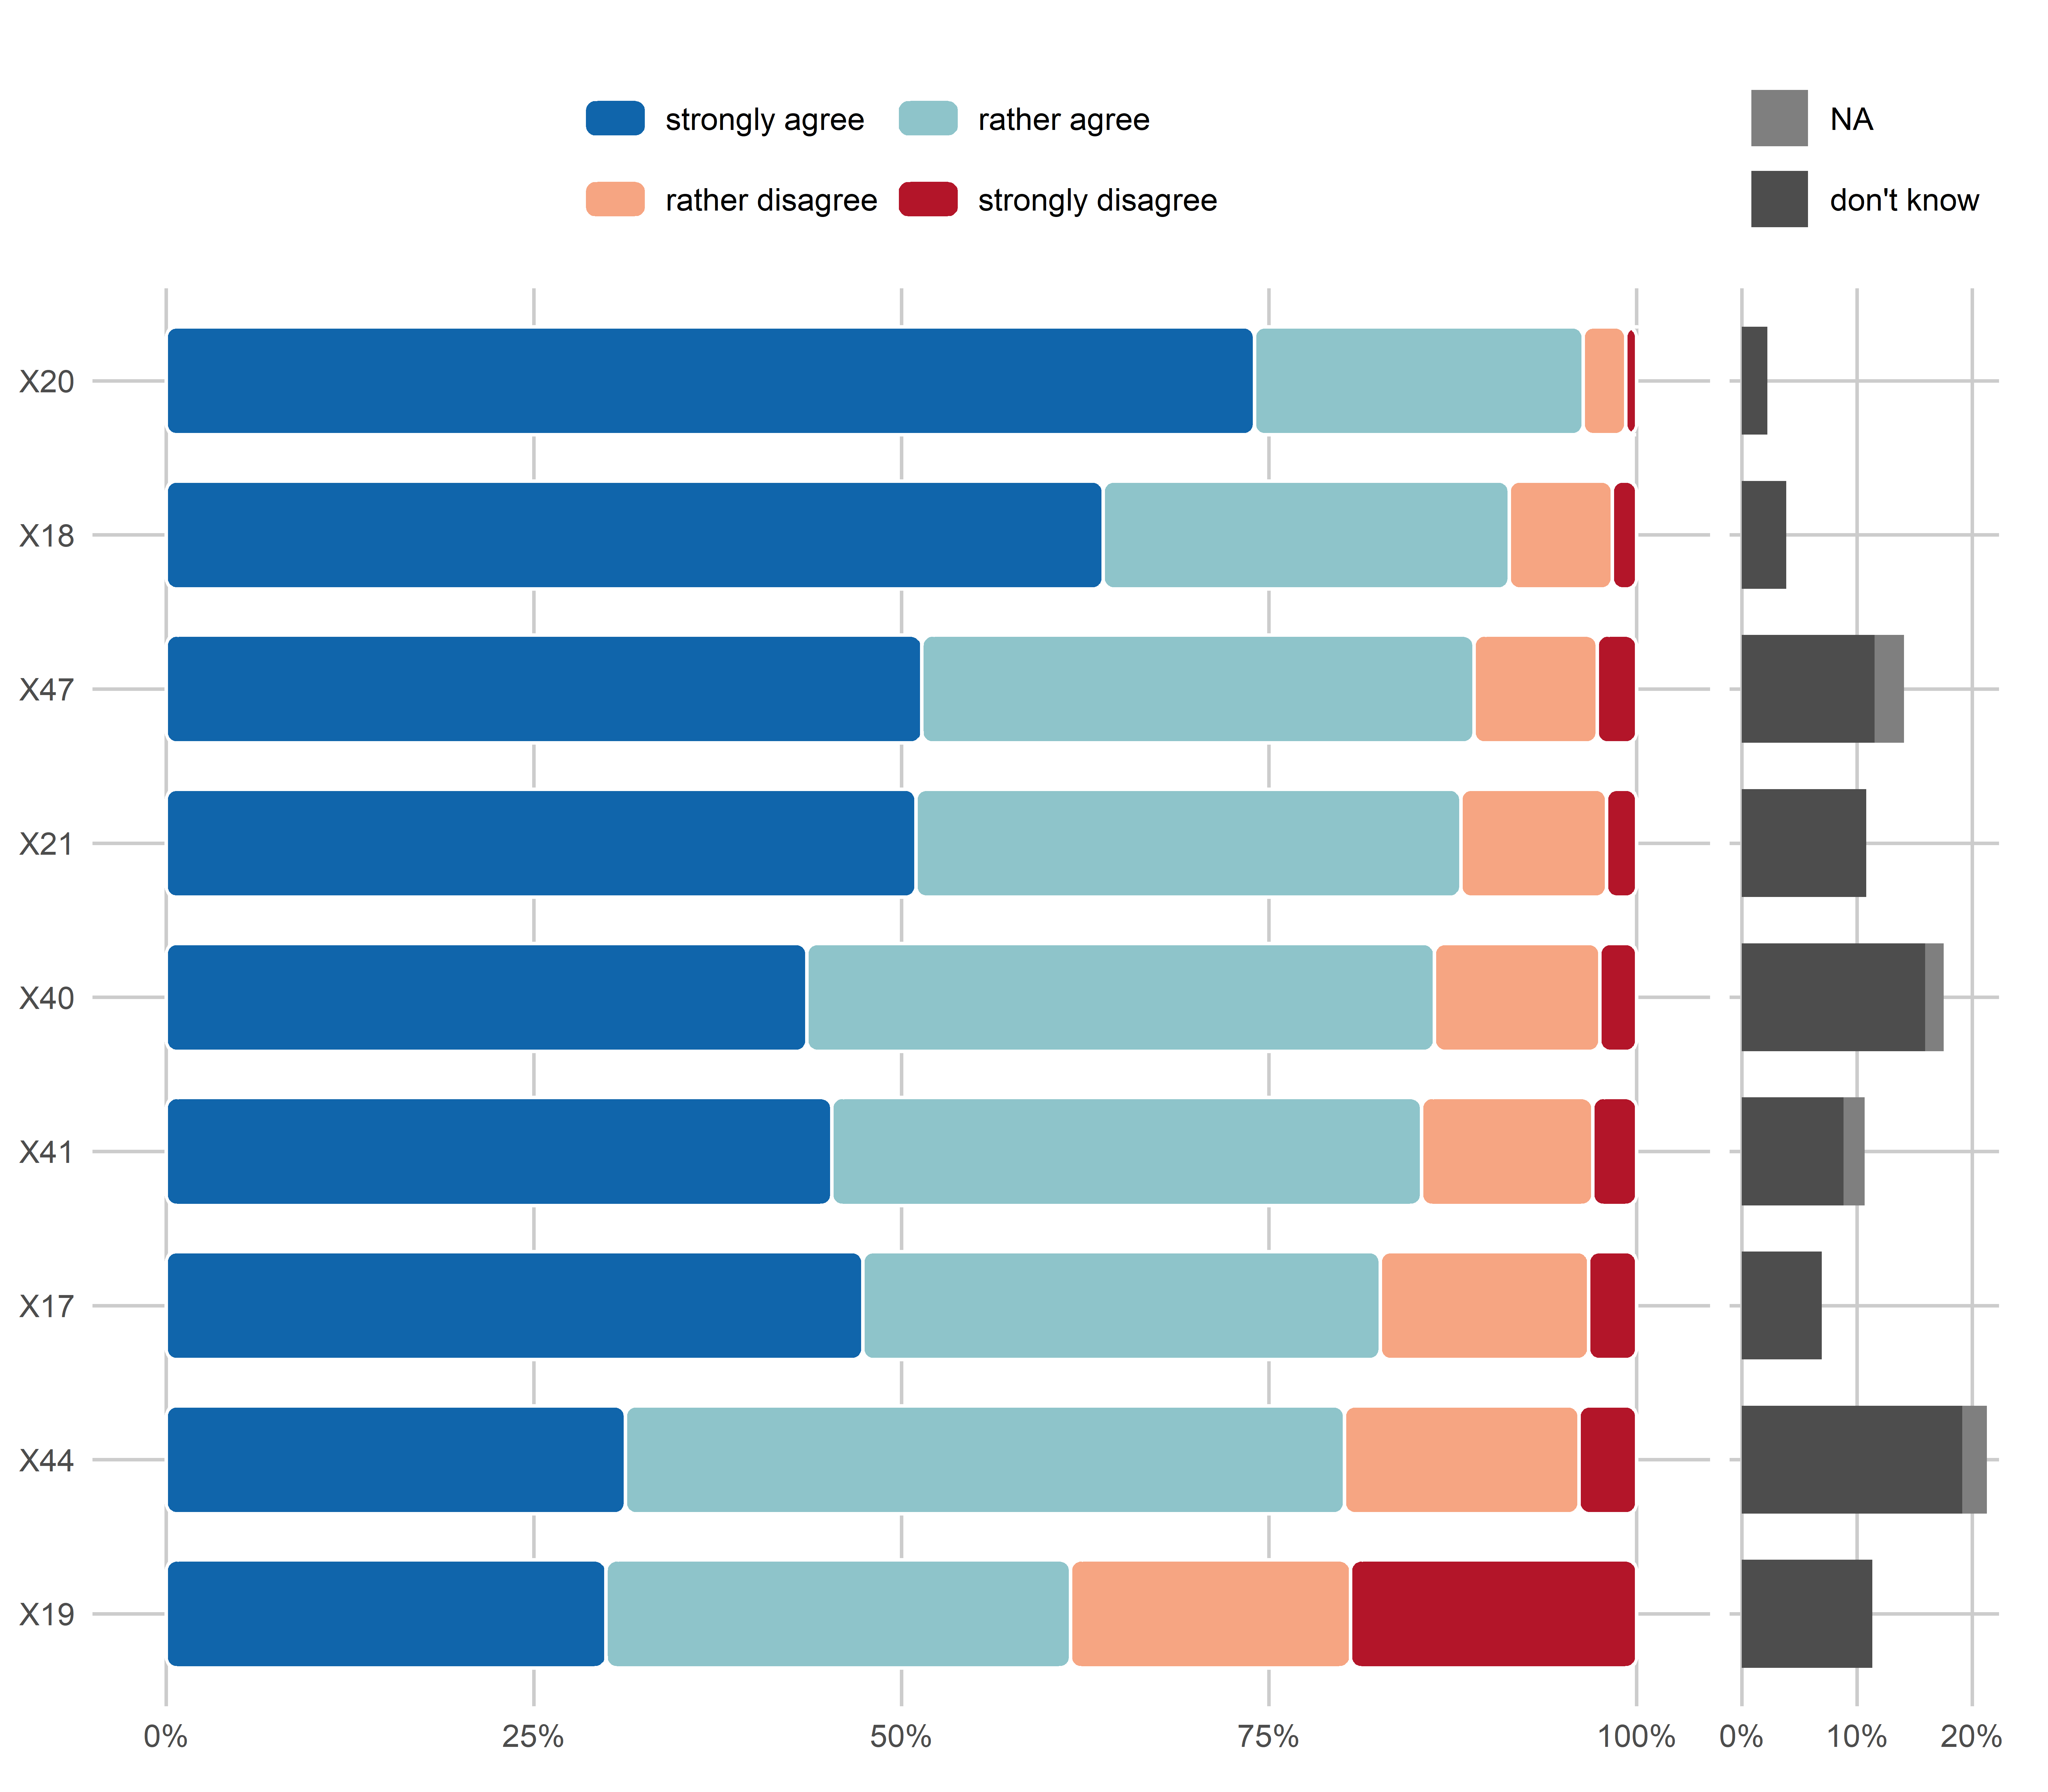 strongly agree rather agree NA
rather disagree strongly disagree don't know
X20
X18
X47
X21
X40
X41
X17
X44
X19
0% 25% 50% 75% 100% 0% 10% 20%